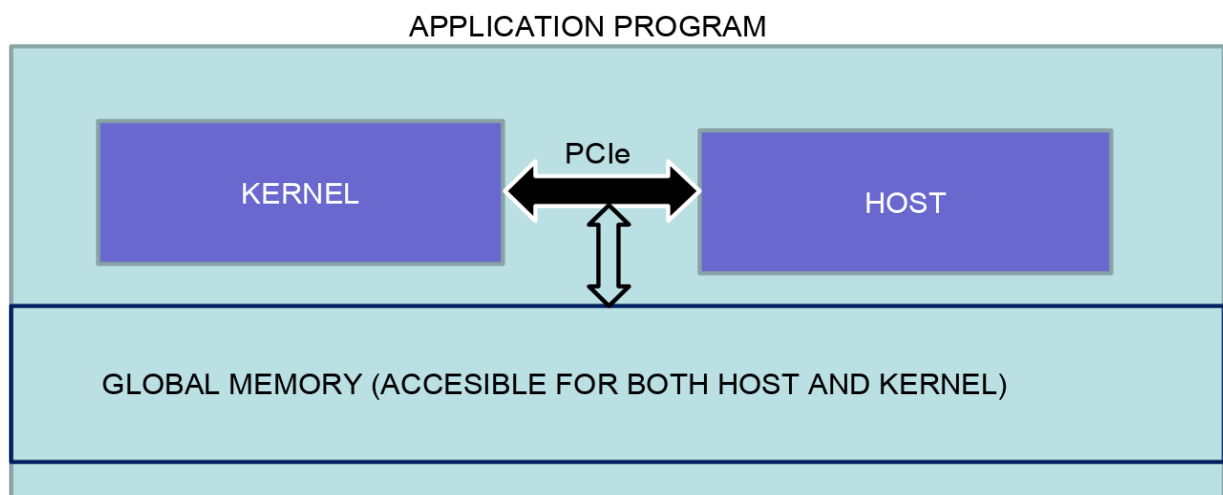 APPLICATION PROGRAM
PCIe
KERNEL
HOST
GLOBAL MEMORY (ACCESIBLE FOR BOTH HOST AND KERNEL)